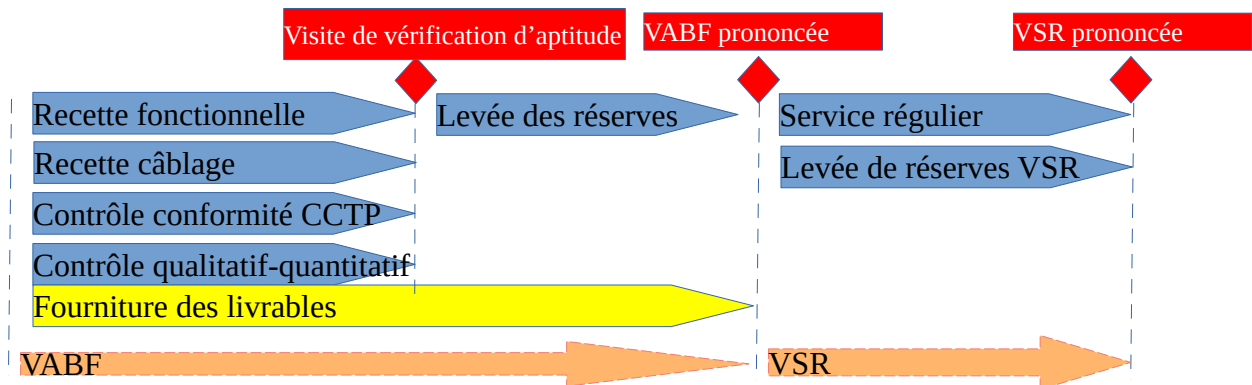 Visite de vérification d’aptitude
VABF prononcée
VSR prononcée
Recette fonctionnelle
Levée des réserves
Service régulier
Recette câblage
Levée de réserves VSR
Contrôle conformité CCTP
Contrôle qualitatif-quantitatif
Fourniture des livrables
VABF
VSR